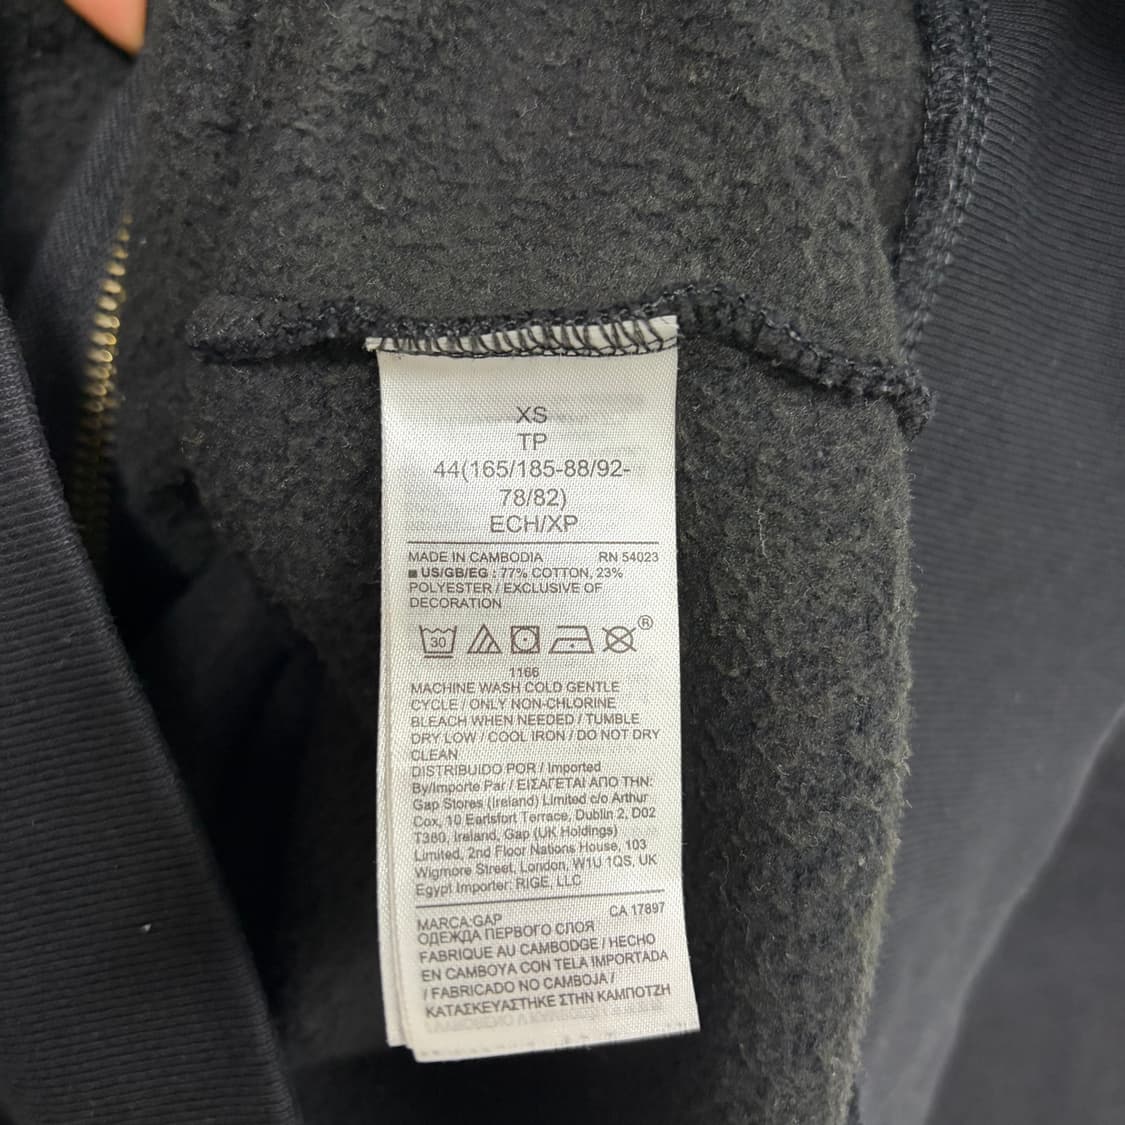 XS
TP
44(165/185-88/92-
78/82)
ECH/XP
MADE IN CAMBODIA RN 54023
US/GB/EG : 77% COTTON, 23%
POLYESTER / EXCLUSIVE OF
DECORATION
30 ®
1166
MACHINE WASH COLD GENTLE
CYCLE / ONLY NON-CHLORINE
BLEACH WHEN NEEDED / TUMBLE
DRY LOW / COOL IRON / DO NOT DRY
CLEAN
DISTRIBUIDO POR / Imported
By/Importe Par / ΕΙΣΑΓΕΤΑΙ ΑΠΟ ΤΗΝ:
Gap Stores (Ireland) Limited c/o Arthur
Cox, 10 Earlsfort Terrace, Dublin 2, D02
T380, Ireland, Gap (UK Holdings)
Limited, 2nd Floor Nations House, 103
Wigmore Street, London, W1U 1QS, UK
Egypt Importer: RIGE, LLC
MARCA:GAP CA 17897
ОДЕЖДА ПЕРВОГО СЛОЯ
FABRIQUE AU CAMBODGE / HECHO
EN CAMBOYA CON TELA IMPORTADA
/ FABRICADO NO CAMBOJA /
ΚΑΤΑΣΚΕΥΑΣΤΗΚΕ ΣΤΗΝ ΚΑΜΠΟΤΖΗ